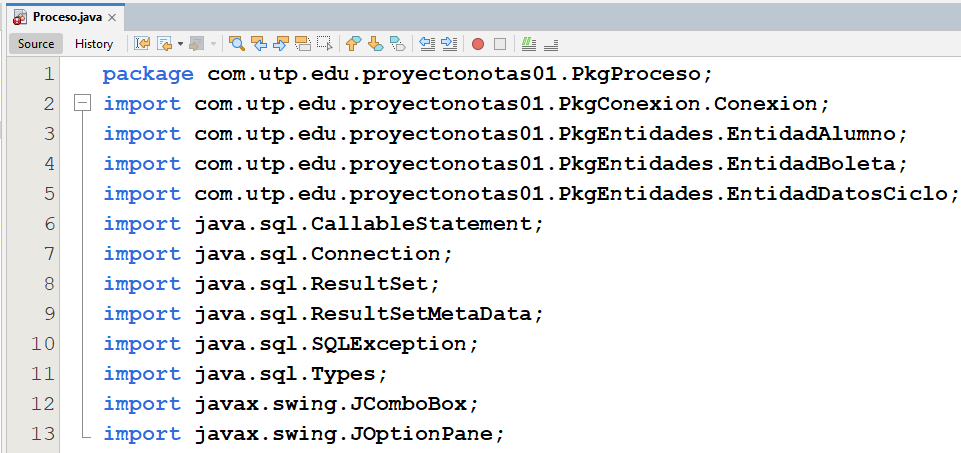 Proceso.java
Source History
1 package com.utp.edu.proyectonotas01.PkgProceso;
2 import com.utp.edu.proyectonotas01.PkgConexion.Conexion;
3 import com.utp.edu.proyectonotas01.PkgEntidades.EntidadAlumno;
4 import com.utp.edu.proyectonotas01.PkgEntidades.EntidadBoleta;
5 import com.utp.edu.proyectonotas01.PkgEntidades.EntidadDatosCiclo;
6 import java.sql.CallableStatement;
7 import java.sql.Connection;
8 import java.sql.ResultSet;
9 import java.sql.ResultSetMetaData;
10 import java.sql.SQLException;
11 import java.sql.Types;
12 import javax.swing.JComboBox;
13 import javax.swing.JOptionPane;